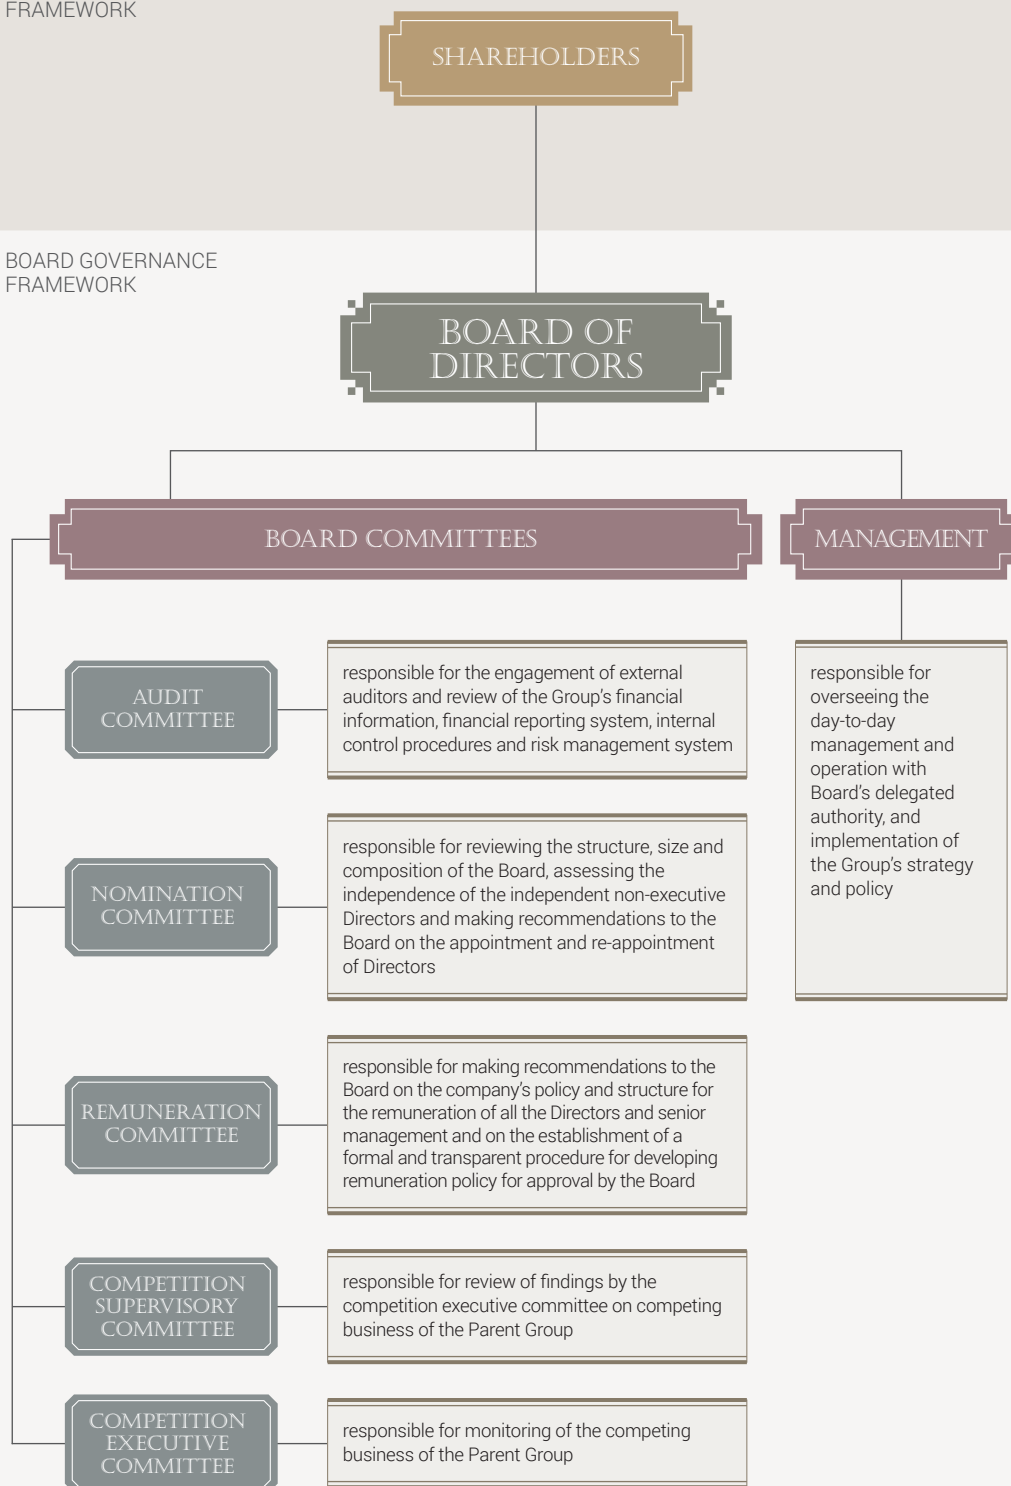 FRAMEWORK
SHAREHOLDERS
BOARD GOVERNANCE
FRAMEWORK
BOARD OF
DIRECTORS
BOARD COMMITTEES
MANAGEMENT
AUDIT
COMMITTEE
responsible for the engagement of external
auditors and review of the Group's financial
information, financial reporting system, internal
control procedures and risk management system
responsible for
overseeing the
day-to-day
management and
operation with
Board's delegated
authority, and
implementation of
the Group's strategy
and policy
NOMINATION
COMMITTEE
responsible for reviewing the structure, size and
composition of the Board, assessing the
independence of the independent non-executive
Directors and making recommendations to the
Board on the appointment and re-appointment
of Directors
REMUNERATION
COMMITTEE
responsible for making recommendations to the
Board on the company's policy and structure for
the remuneration of all the Directors and senior
management and on the establishment of a
formal and transparent procedure for developing
remuneration policy for approval by the Board
COMPETITION
SUPERVISORY
COMMITTEE
responsible for review of findings by the
competition executive committee on competing
business of the Parent Group
COMPETITION
EXECUTIVE
COMMITTEE
responsible for monitoring of the competing
business of the Parent Group